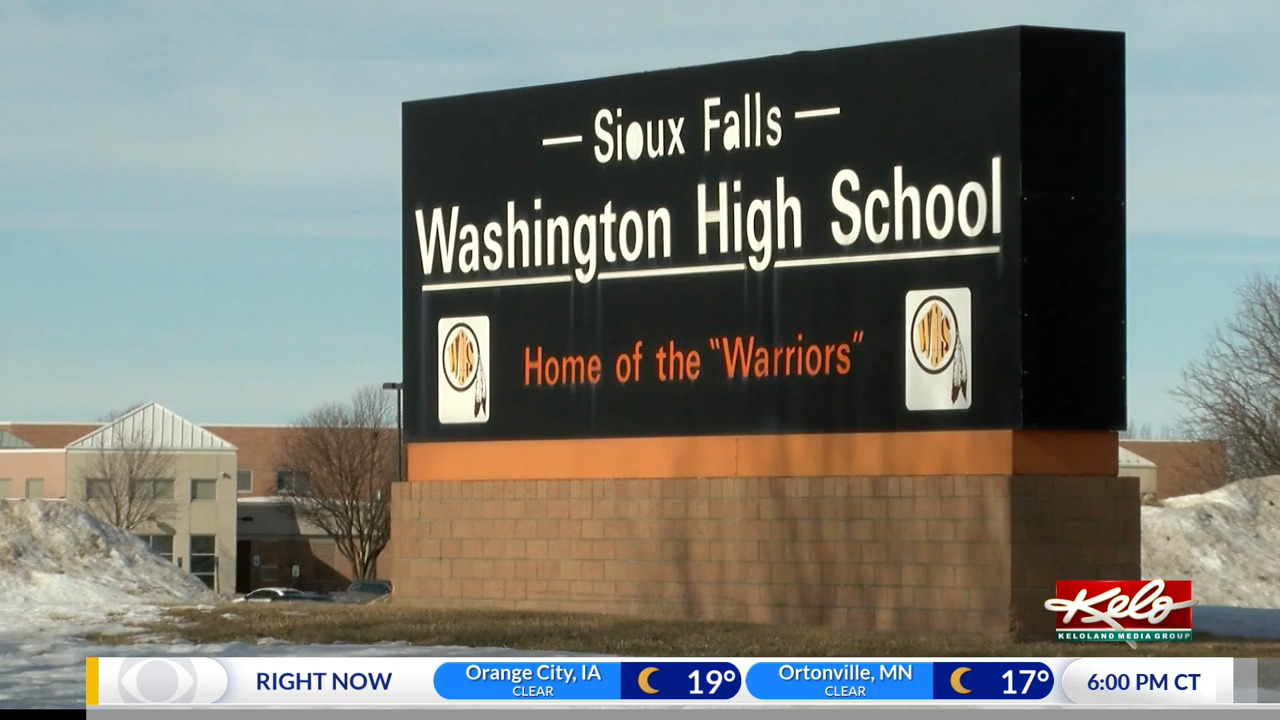 — Sioux Falls —
Washington High School
Home of the "Warriors"
WHS
WHS
Kelo
KELOLAND MEDIA GROUP
RIGHT NOW
Orange City, IA
CLEAR
19°
Ortonville, MN
CLEAR
17°
6:00 PM CT